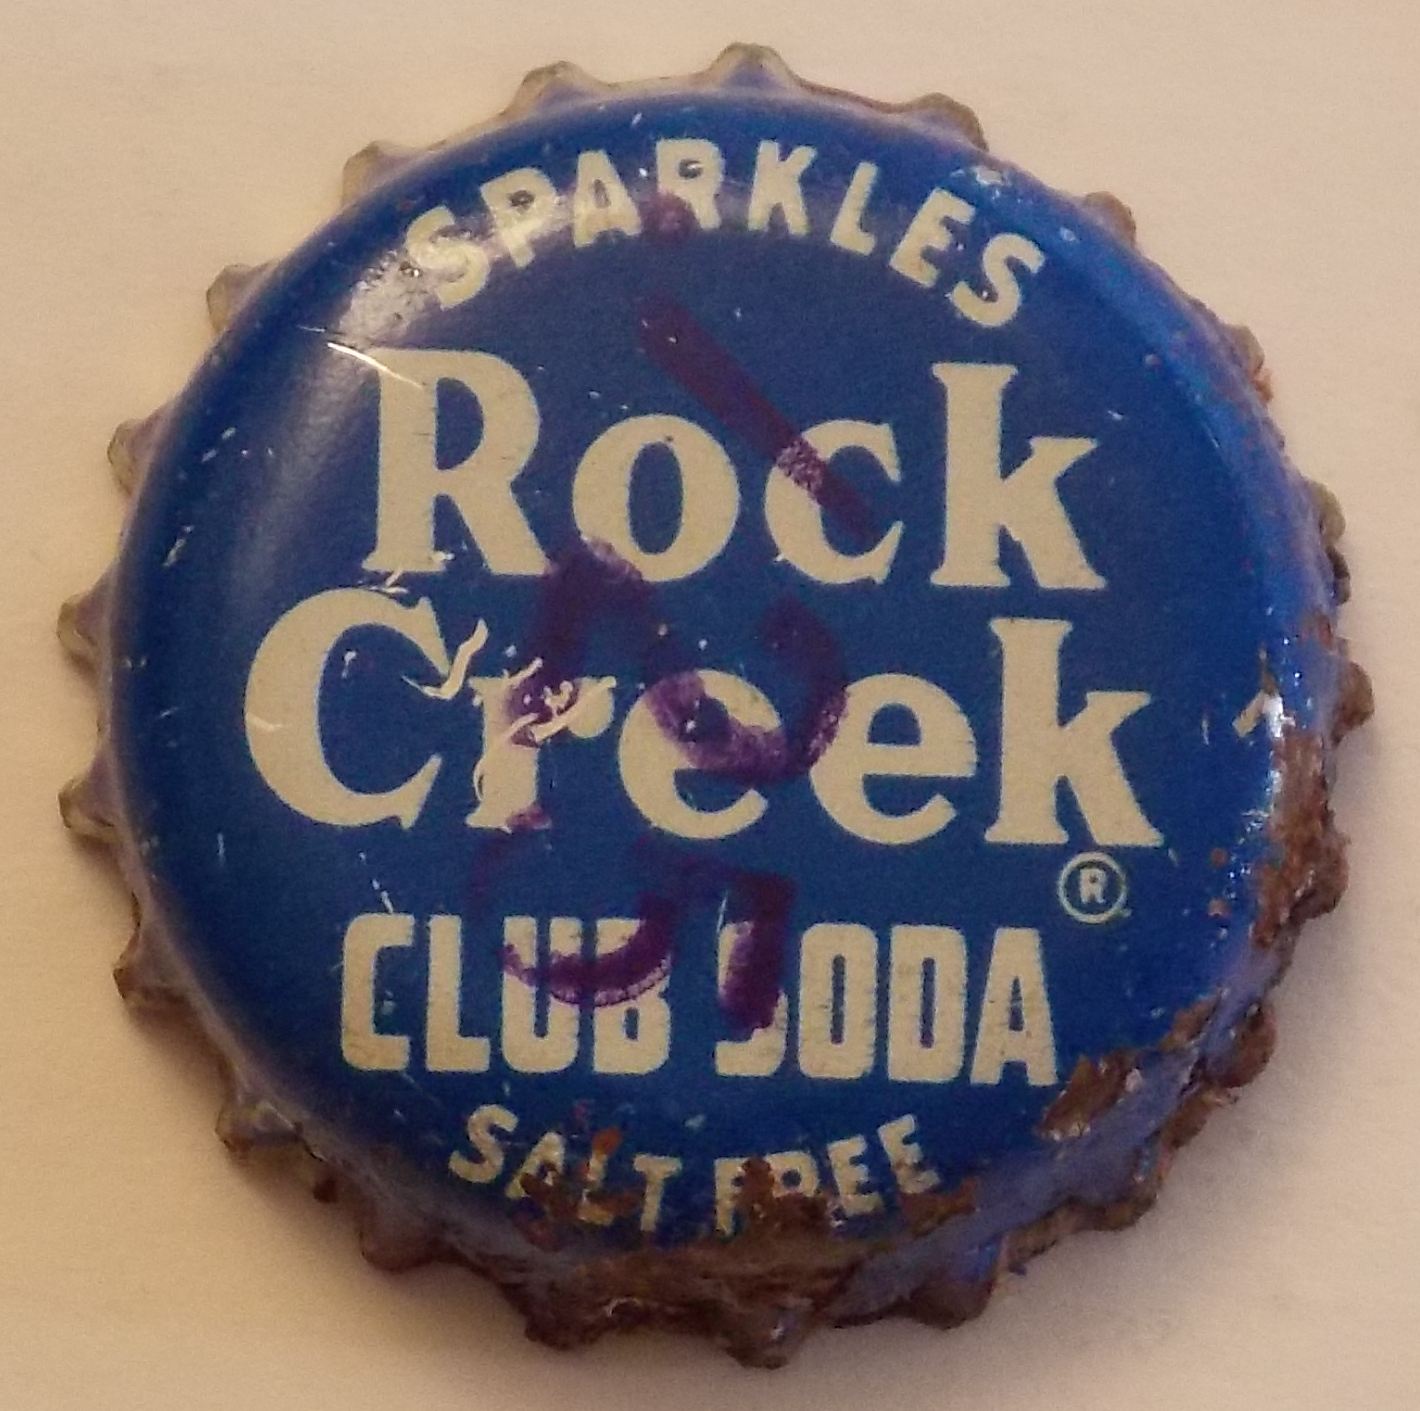 SPARKLES
Rock
Creek
®
CLUB SODA
SALT FREE